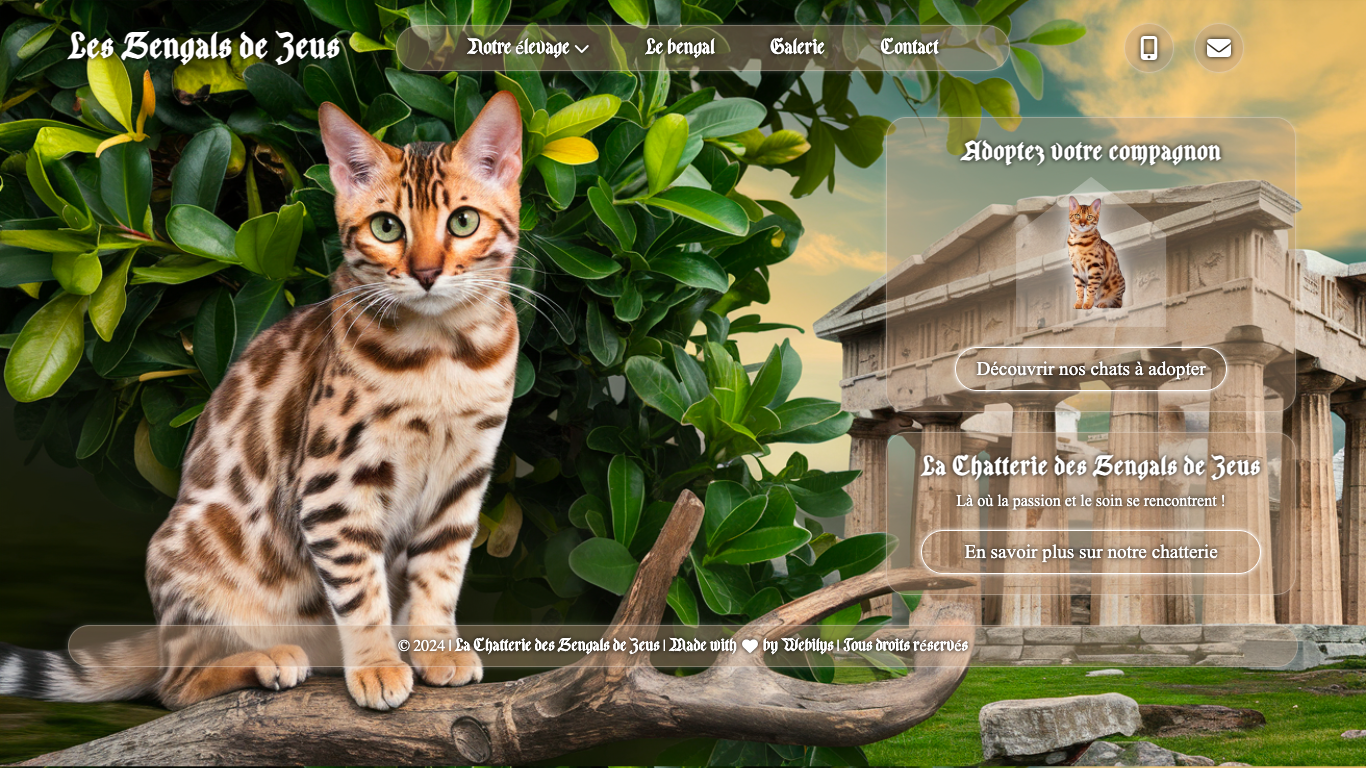 Les Bengals de Zeus
Notre élevage
Le bengal
Galerie
Contact
Adoptez votre compagnon
Découvrir nos chats à adopter
La Chatterie des Bengals de Zeus
Là où la passion et le soin se rencontrent !
En savoir plus sur notre chatterie
© 2024 | La Chatterie des Bengals de Zeus | Made with by Webilys | Tous droits réservés